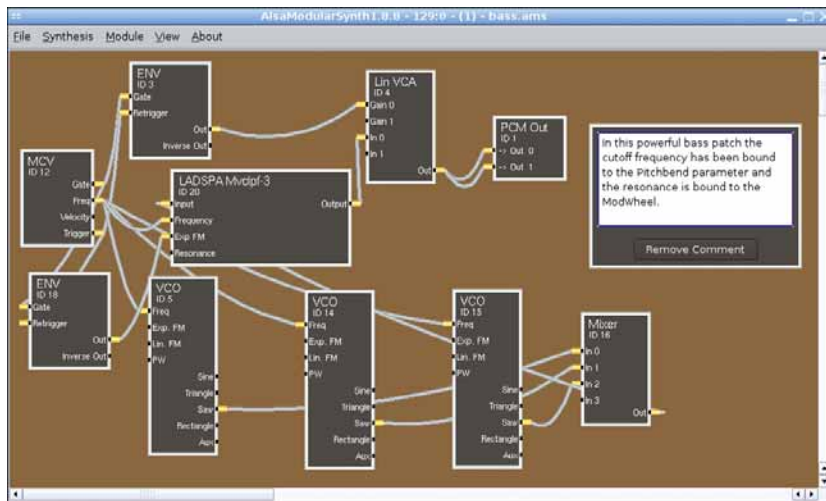 AlsaModularSynth1.8.8 - 129:0 - (1) - bass.ams
File Synthesis Module View About
ENV
ID 3
Gate
Retrigger
Out
Inverse Out
Lin VCA
ID 4
Gain 0
Gain 1
In 0
In 1
Out
PCM Out
ID 1
-> Out 0
-> Out 1
In this powerful bass patch the
cutoff frequency has been bound
to the Pitchbend parameter and
the resonance is bound to the
ModWheel.
Remove Comment
MCV
ID 12
Gate
Freq
Velocity
Trigger
LADSPA Mvclpf-3
ID 20
Input
Frequency
Exp FM
Resonance
Output
ENV
ID 18
Gate
Retrigger
Out
Inverse Out
VCO
ID 5
Freq
Exp. FM
Lin. FM
PW
Sine
Triangle
Saw
Rectangle
Aux
VCO
ID 14
Freq
Exp. FM
Lin. FM
PW
Sine
Triangle
Saw
Rectangle
Aux
VCO
ID 15
Freq
Exp. FM
Lin. FM
PW
Sine
Triangle
Saw
Rectangle
Aux
Mixer
ID 16
In 0
In 1
In 2
In 3
Out